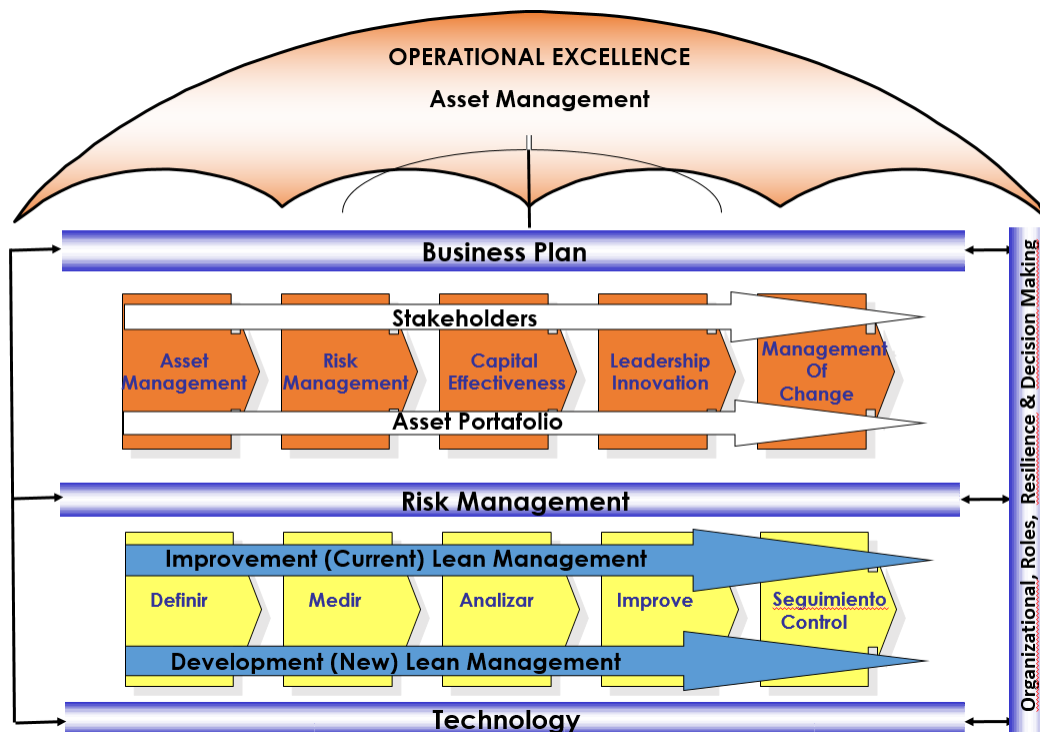 OPERATIONAL EXCELLENCE
Asset Management
Business Plan
Stakeholders
Asset
Management
Risk
Management
Capital
Effectiveness
Leadership
Innovation
Management
Of
Change
Asset Portafolio
Risk Management
Improvement (Current) Lean Management
Definir
Medir
Analizar
Improve
Seguimiento
Control
Development (New) Lean Management
Technology
Organizational, Roles, Resilience & Decision Making